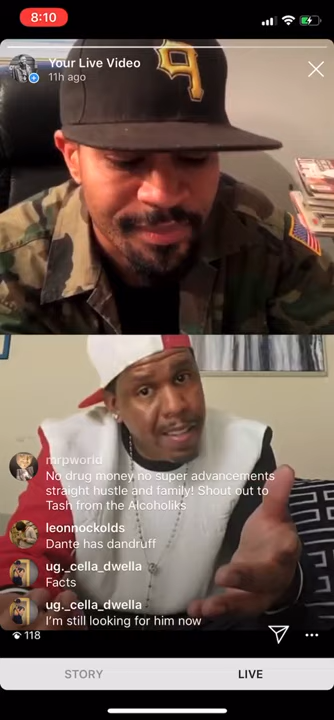 8:10
Your Live Video
11h ago
P
mrpworld
No drug money no super advancements
straight hustle and family! Shout out to
Tash from the Alcoholiks
leonnockolds
Dante has dandruff
ug._cella_dwella
Facts
ug._cella_dwella
I'm still looking for him now
118
STORY
LIVE